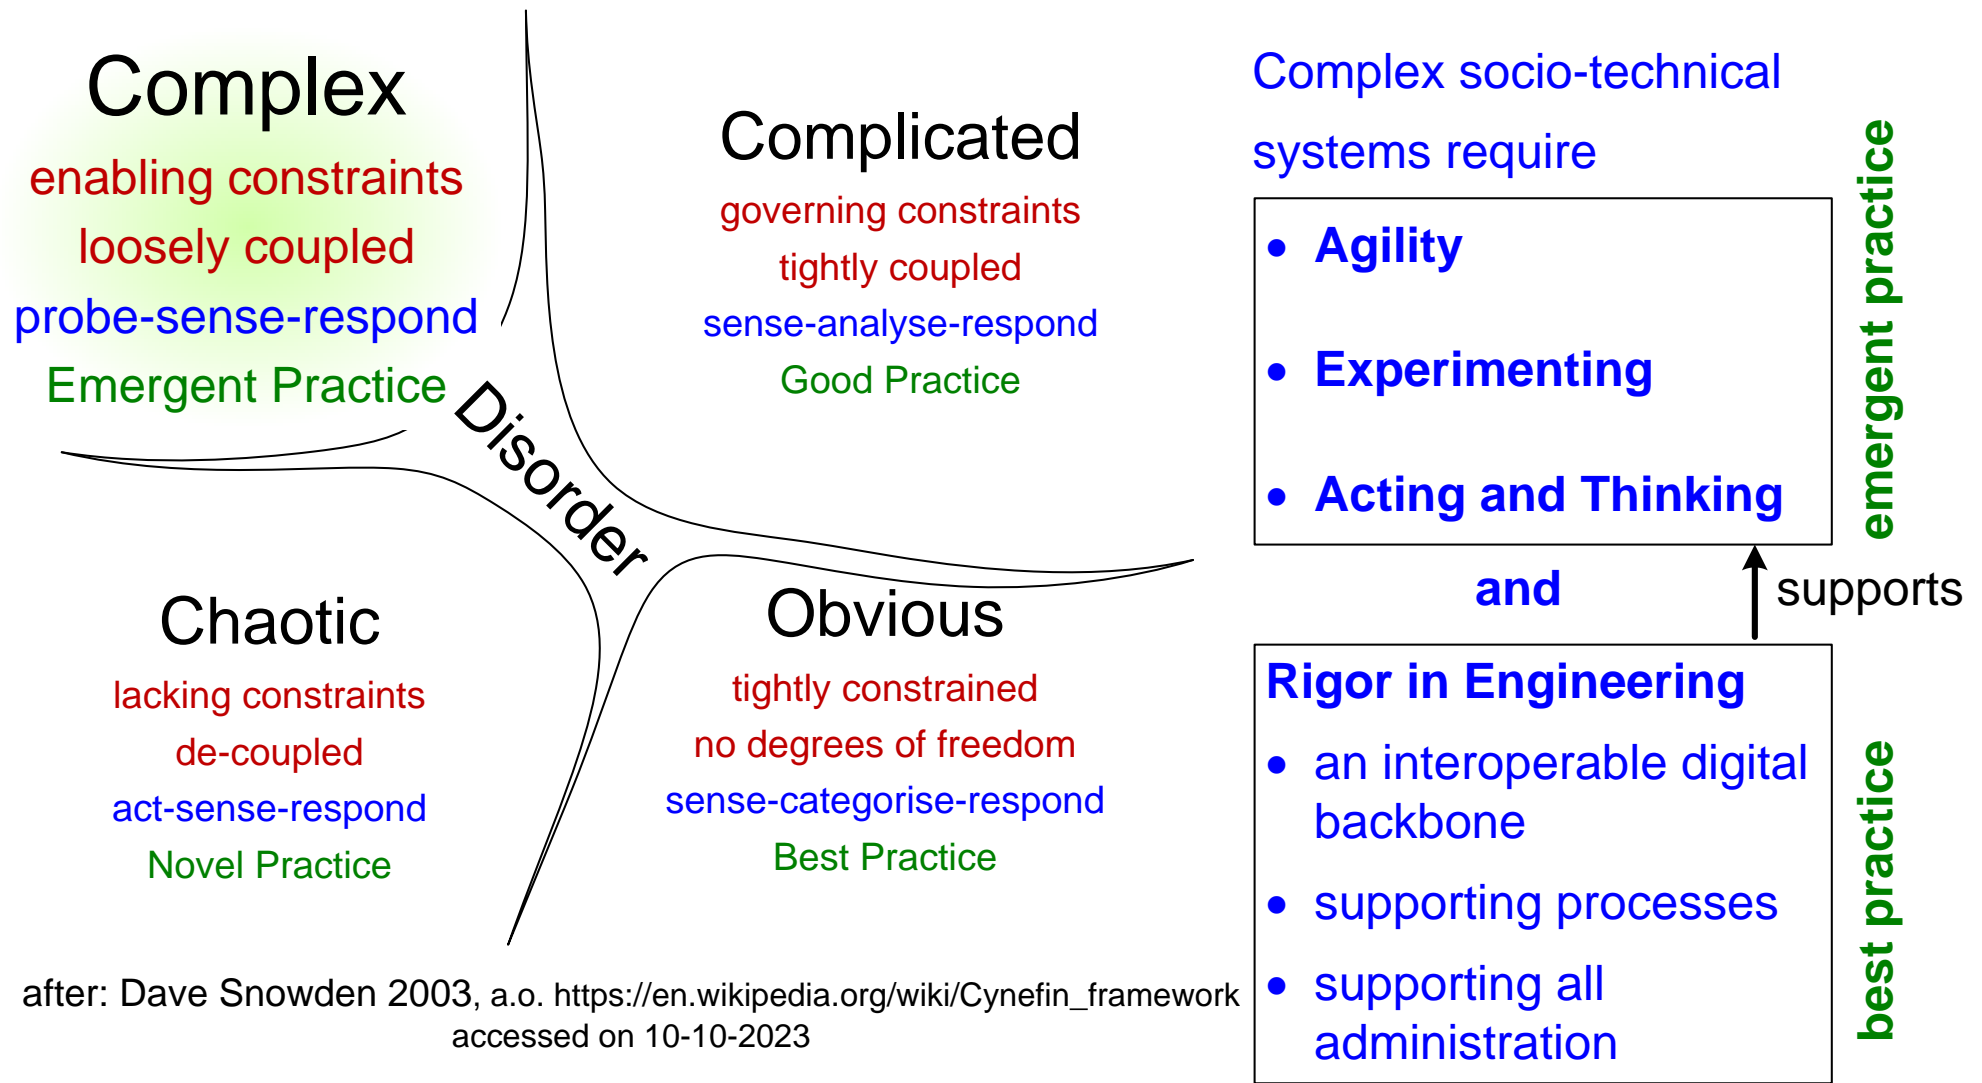 Complex
enabling constraints
loosely coupled
probe-sense-respond
Emergent Practice
Complicated
governing constraints
tightly coupled
sense-analyse-respond
Good Practice
Disorder
Chaotic
lacking constraints
de-coupled
act-sense-respond
Novel Practice
Obvious
tightly constrained
no degrees of freedom
sense-categorise-respond
Best Practice
after: Dave Snowden 2003, a.o. https://en.wikipedia.org/wiki/Cynefin_framework
accessed on 10-10-2023
Complex socio-technical
systems require
• Agility
• Experimenting
• Acting and Thinking
emergent practice
and
supports
Rigor in Engineering
• an interoperable digital
backbone
• supporting processes
• supporting all
administration
best practice